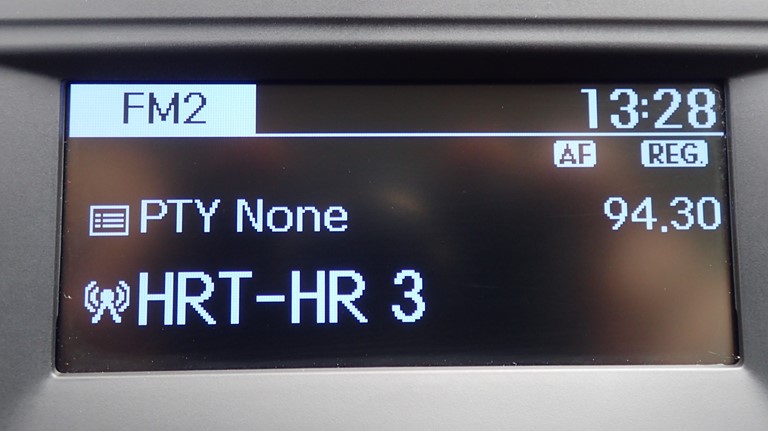 FM2 13:28
AF REG.
PTY None 94.30
HRT-HR 3